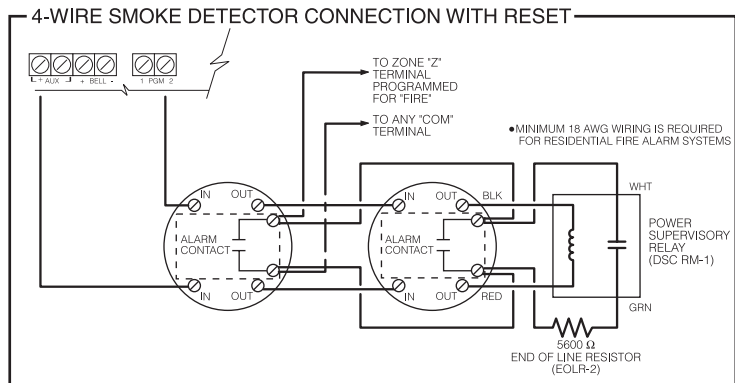 4-WIRE SMOKE DETECTOR CONNECTION WITH RESET
+ AUX - + BELL -
1 PGM 2
TO ZONE "Z"
TERMINAL
PROGRAMMED
FOR "FIRE"
TO ANY "COM"
TERMINAL
●MINIMUM 18 AWG WIRING IS REQUIRED
FOR RESIDENTIAL FIRE ALARM SYSTEMS
IN OUT
ALARM
CONTACT
IN OUT
IN OUT BLK
ALARM
CONTACT
IN OUT RED
WHT
POWER
SUPERVISORY
RELAY
(DSC RM-1)
GRN
5600 Ω
END OF LINE RESISTOR
(EOLR-2)